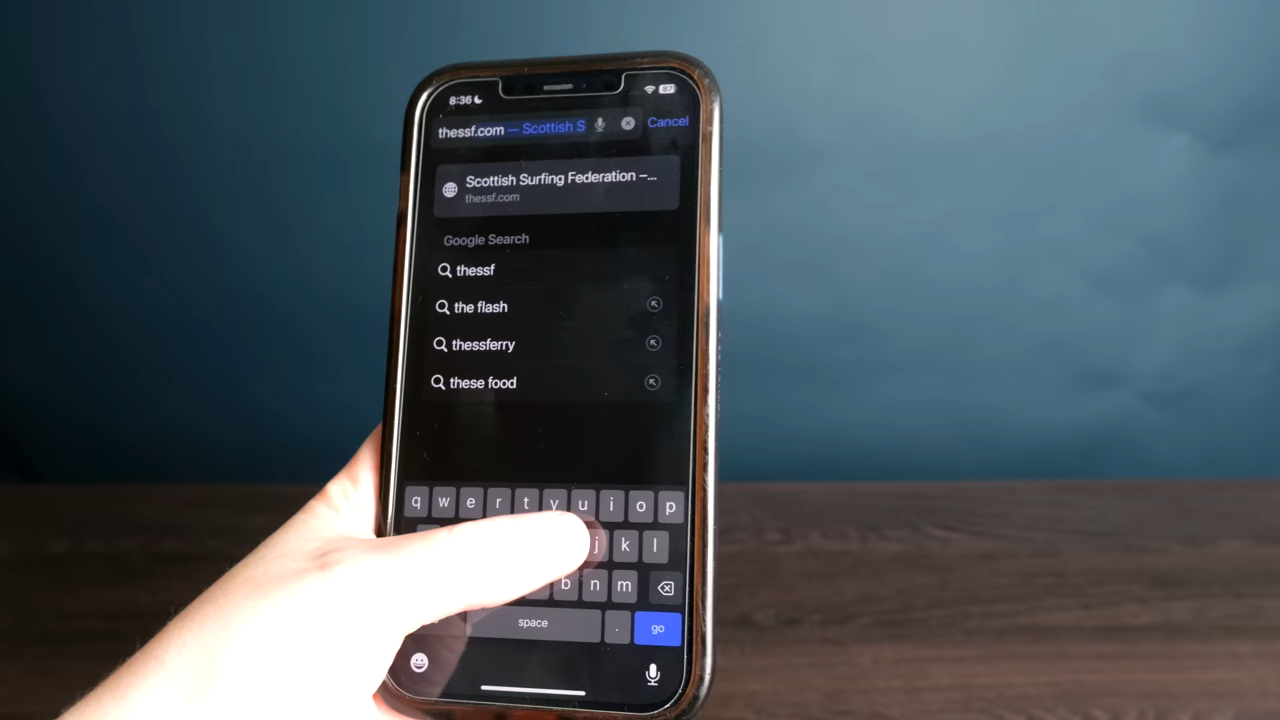 8:36
87
thessf.com — Scottish S
Cancel
Scottish Surfing Federation –...
thessf.com
Google Search
thessf
the flash
thessferry
these food
q w e r t y u i o p
j k l
b n m
space . go